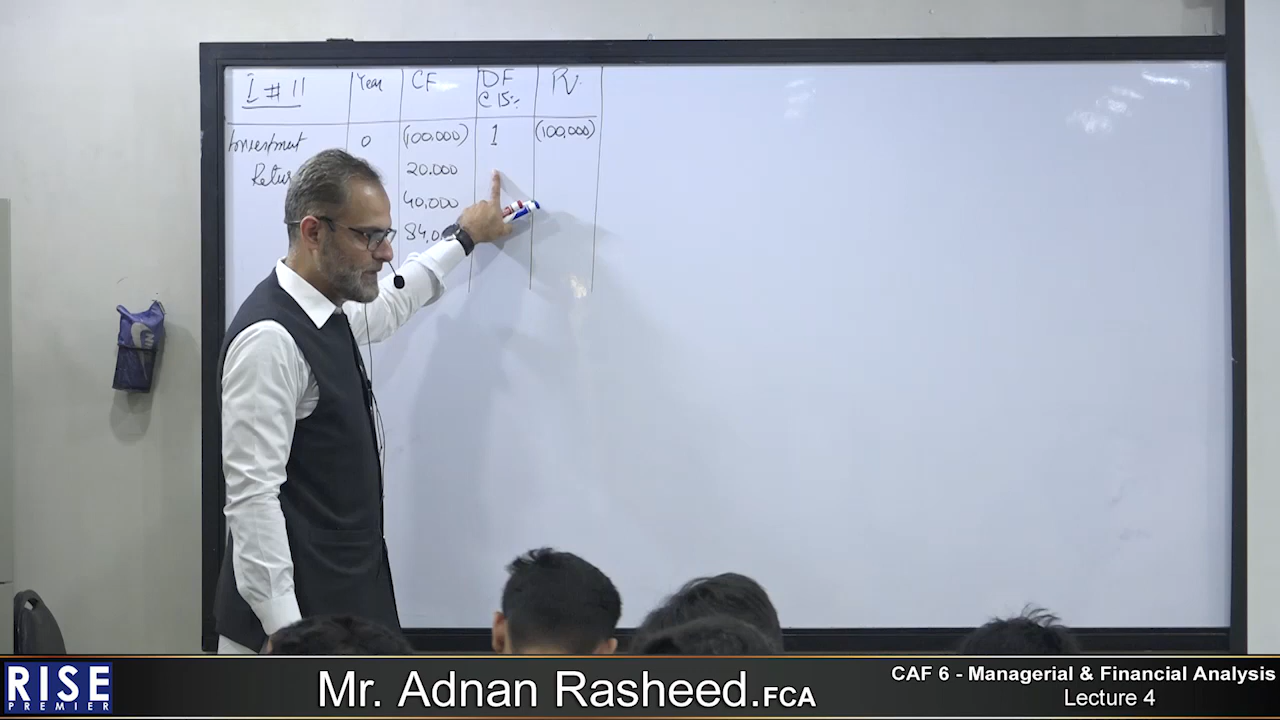 I # 11 Year CF DF P.V.
@ 15%
Investment 0 (100,000) 1 (100,000)
20.000
40,000
RISE
PREMIER
Mr. Adnan Rasheed.FCA
CAF 6 - Managerial & Financial Analysis
Lecture 4